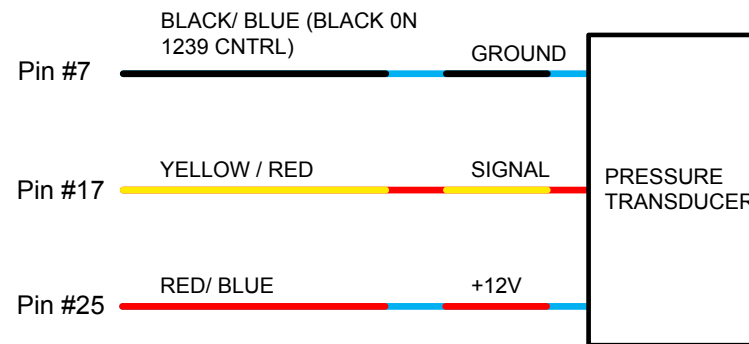 BLACK/ BLUE (BLACK 0N
1239 CNTRL)
GROUND
Pin #7
YELLOW / RED
SIGNAL
Pin #17
PRESSURE
TRANSDUCER
RED/ BLUE
+12V
Pin #25